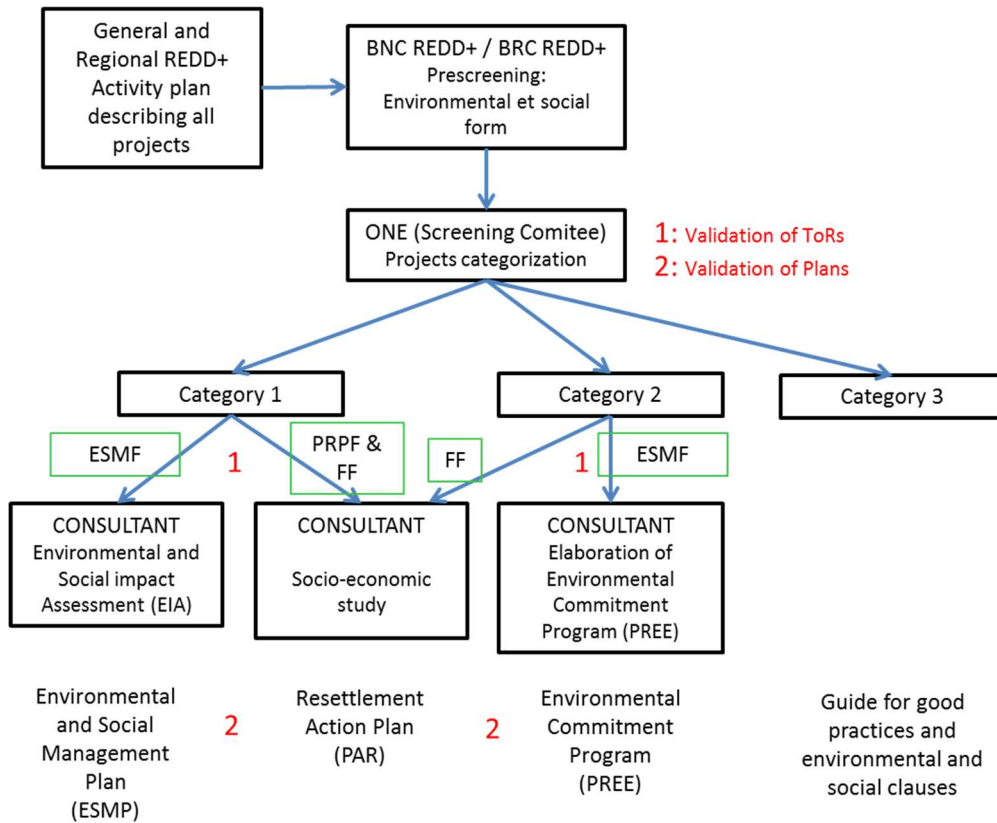 General and
Regional REDD+
Activity plan
describing all
projects
BNC REDD+ / BRC REDD+
Prescreening:
Environmental et social
form
ONE (Screening Comitee)
Projects categorization
1: Validation of ToRs
2: Validation of Plans
Category 1
Category 2
Category 3
ESMF
1
PRPF &
FF
FF
1
ESMF
CONSULTANT
Environmental and
Social impact
Assessment (EIA)
CONSULTANT
Socio-economic
study
CONSULTANT
Elaboration of
Environmental
Commitment
Program (PREE)
Environmental
and Social
Management
Plan
(ESMP)
2
Resettlement
Action Plan
(PAR)
2
Environmental
Commitment
Program
(PREE)
Guide for good
practices and
environmental and
social clauses